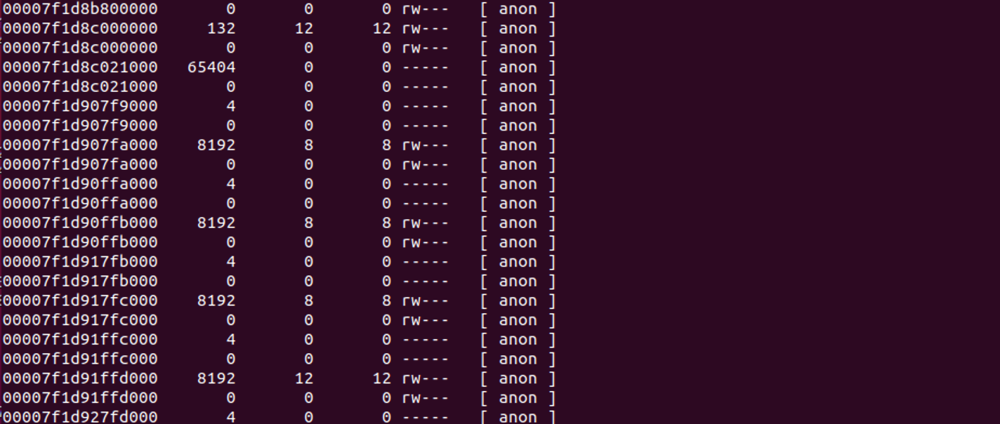 00007f1d8b800000       0       0       0 rw---   [ anon ]
00007f1d8c000000     132      12      12 rw---   [ anon ]
00007f1d8c000000       0       0       0 rw---   [ anon ]
00007f1d8c021000   65404       0       0 -----   [ anon ]
00007f1d8c021000       0       0       0 -----   [ anon ]
00007f1d907f9000       4       0       0 -----   [ anon ]
00007f1d907f9000       0       0       0 -----   [ anon ]
00007f1d907fa000    8192       8       8 rw---   [ anon ]
00007f1d907fa000       0       0       0 rw---   [ anon ]
00007f1d90ffa000       4       0       0 -----   [ anon ]
00007f1d90ffa000       0       0       0 -----   [ anon ]
00007f1d90ffb000    8192       8       8 rw---   [ anon ]
00007f1d90ffb000       0       0       0 rw---   [ anon ]
00007f1d917fb000       4       0       0 -----   [ anon ]
00007f1d917fb000       0       0       0 -----   [ anon ]
00007f1d917fc000    8192       8       8 rw---   [ anon ]
00007f1d917fc000       0       0       0 rw---   [ anon ]
00007f1d91ffc000       4       0       0 -----   [ anon ]
00007f1d91ffc000       0       0       0 -----   [ anon ]
00007f1d91ffd000    8192      12      12 rw---   [ anon ]
00007f1d91ffd000       0       0       0 rw---   [ anon ]
00007f1d927fd000       4       0       0 -----   [ anon ]